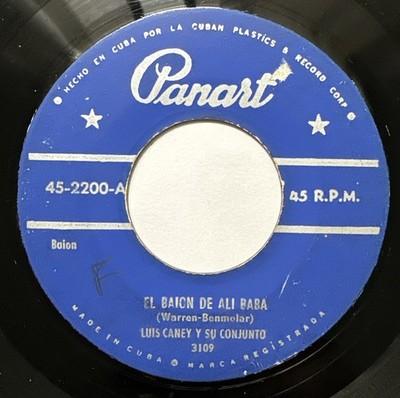 ★ HECHO EN CUBA POR LA CUBAN PLASTICS & RECORD CORP ★
Panart
45-2200-A
45 R.P.M.
Baion
F
EL BAION DE ALI BABA
(Warren-Benmelar)
LUIS CANEY Y SU CONJUNTO
3109
MADE IN CUBA ★ MARCA REGISTRADA